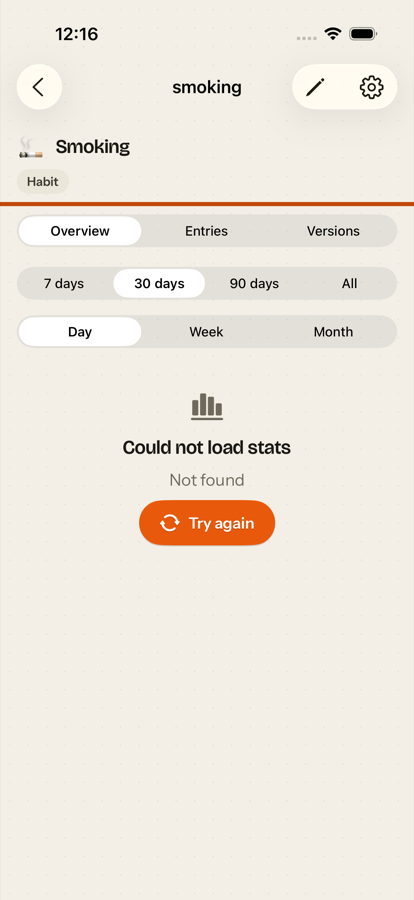 12:16
smoking
Smoking
Habit
Overview Entries Versions
7 days 30 days 90 days All
Day Week Month
Could not load stats
Not found
Try again